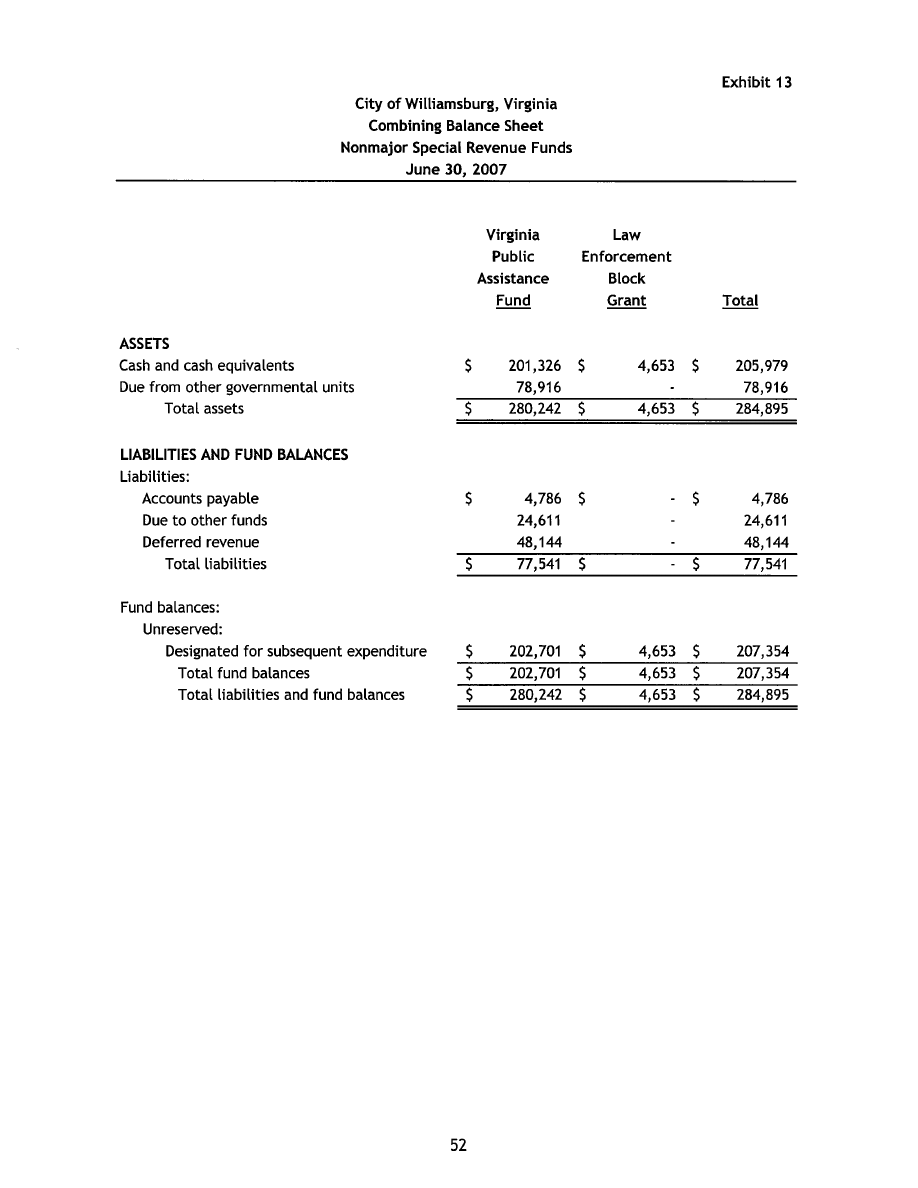 Exhibit 13
City of Williamsburg, Virginia
Combining Balance Sheet
Nonmajor Special Revenue Funds
June 30, 2007
Virginia Law
Public Enforcement
Assistance Block
Fund Grant Total
ASSETS
Cash and cash equivalents $ 201,326 $ 4,653 $ 205,979
Due from other governmental units 78,916 - 78,916
Total assets $ 280,242 $ 4,653 $ 284,895
LIABILITIES AND FUND BALANCES
Liabilities:
Accounts payable $ 4,786 $ - $ 4,786
Due to other funds 24,611 - 24,611
Deferred revenue 48,144 - 48,144
Total liabilities $ 77,541 $ - $ 77,541
Fund balances:
Unreserved:
Designated for subsequent expenditure $ 202,701 $ 4,653 $ 207,354
Total fund balances $ 202,701 $ 4,653 $ 207,354
Total liabilities and fund balances $ 280,242 $ 4,653 $ 284,895
52